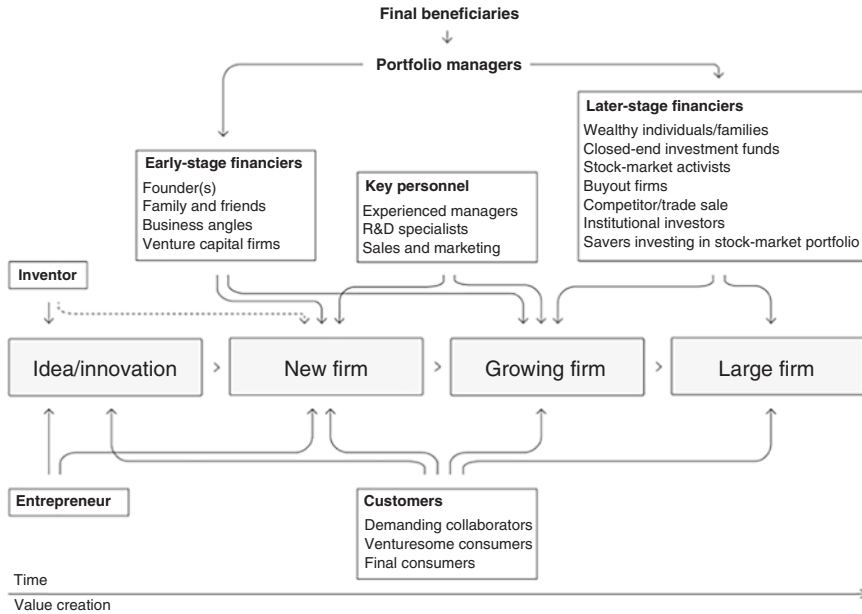 Final beneficiaries
Portfolio managers
Later-stage financiers
Wealthy individuals/families
Closed-end investment funds
Stock-market activists
Buyout firms
Competitor/trade sale
Institutional investors
Savers investing in stock-market portfolio
Early-stage financiers
Founder(s)
Family and friends
Business angles
Venture capital firms
Key personnel
Experienced managers
R&D specialists
Sales and marketing
Inventor
Idea/innovation
New firm
Growing firm
Large firm
Entrepreneur
Customers
Demanding collaborators
Venturesome consumers
Final consumers
Time
Value creation